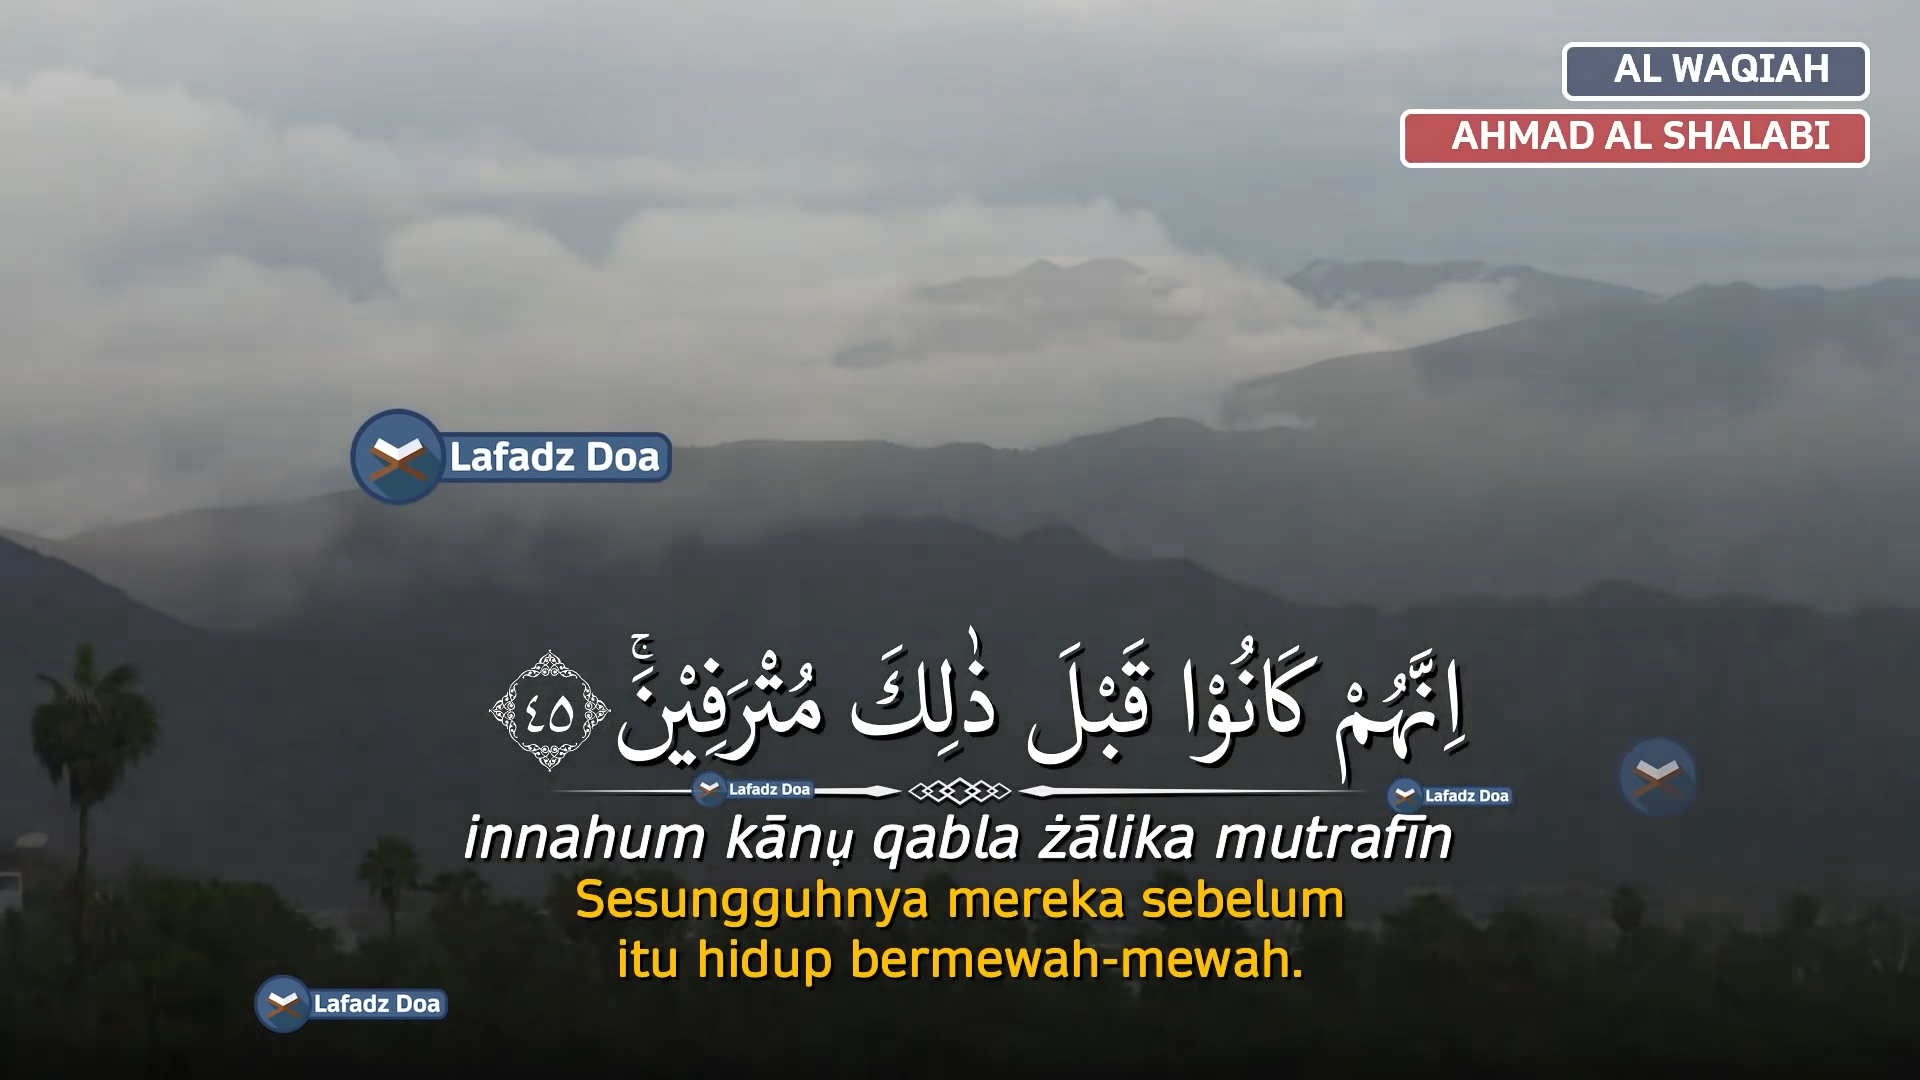 AL WAQIAH
AHMAD AL SHALABI
Lafadz Doa
اِنَّهُمْ كَانُوْا قَبْلَ ذٰلِكَ مُتْرَفِيْنَۚ ٤٥
Lafadz Doa
Lafadz Doa
innahum kānụ qabla żālika mutrafīn
Sesungguhnya mereka sebelum
itu hidup bermewah-mewah.
Lafadz Doa